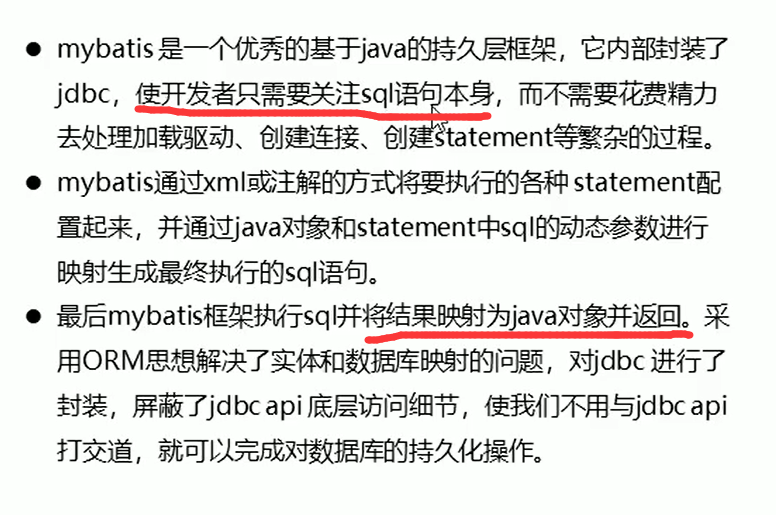 ● mybatis 是一个优秀的基于java的持久层框架，它内部封装了
jdbc，使开发者只需要关注sql语句本身，而不需要花费精力
去处理加载驱动、创建连接、创建statement等繁杂的过程。
● mybatis通过xml或注解的方式将要执行的各种 statement配
置起来，并通过java对象和statement中sql的动态参数进行
映射生成最终执行的sql语句。
● 最后mybatis框架执行sql并将结果映射为java对象并返回。采
用ORM思想解决了实体和数据库映射的问题，对jdbc 进行了
封装，屏蔽了jdbc api 底层访问细节，使我们不用与jdbc api
打交道，就可以完成对数据库的持久化操作。